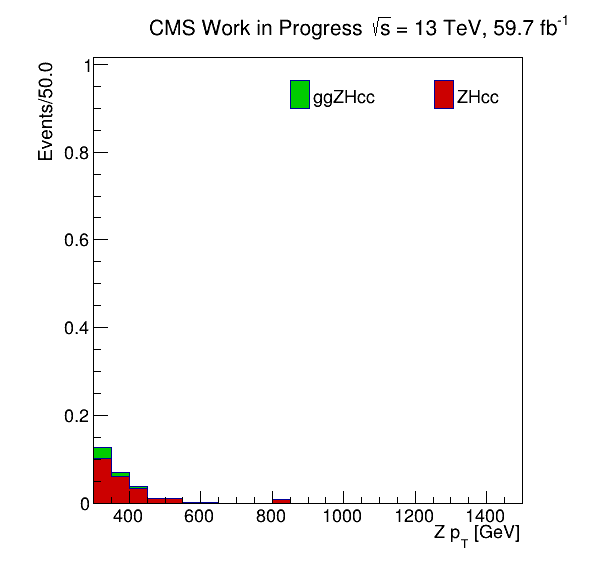 CMS Work in Progress √s = 13 TeV, 59.7 fb⁻¹
Events/50.0
1
0.8
0.6
0.4
0.2
0
ggZHcc ZHcc
400 600 800 1000 1200 1400
Z p_T [GeV]